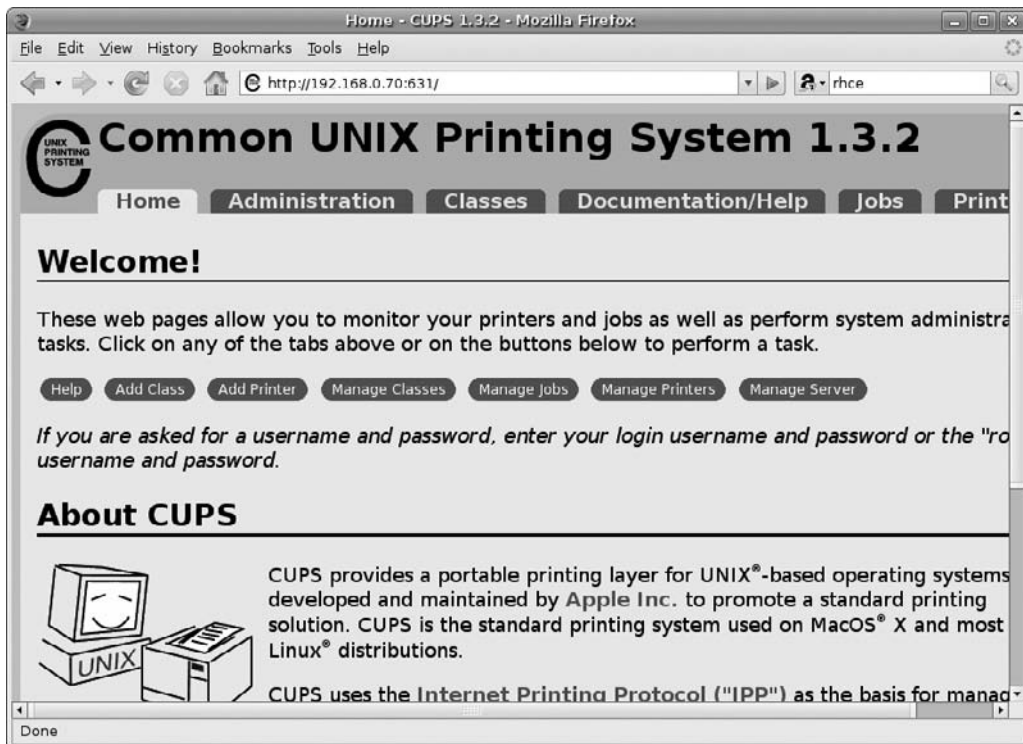 Home - CUPS 1.3.2 - Mozilla Firefox
File Edit View History Bookmarks Tools Help
http://192.168.0.70:631/
rhce
UNIX
PRINTING
SYSTEM
Common UNIX Printing System 1.3.2
Home Administration Classes Documentation/Help Jobs Print
Welcome!
These web pages allow you to monitor your printers and jobs as well as perform system administra
tasks. Click on any of the tabs above or on the buttons below to perform a task.
Help Add Class Add Printer Manage Classes Manage Jobs Manage Printers Manage Server
If you are asked for a username and password, enter your login username and password or the "ro
username and password.
About CUPS
UNIX
CUPS provides a portable printing layer for UNIX®-based operating systems
developed and maintained by Apple Inc. to promote a standard printing
solution. CUPS is the standard printing system used on MacOS® X and most
Linux® distributions.
CUPS uses the Internet Printing Protocol ("IPP") as the basis for manag
Done